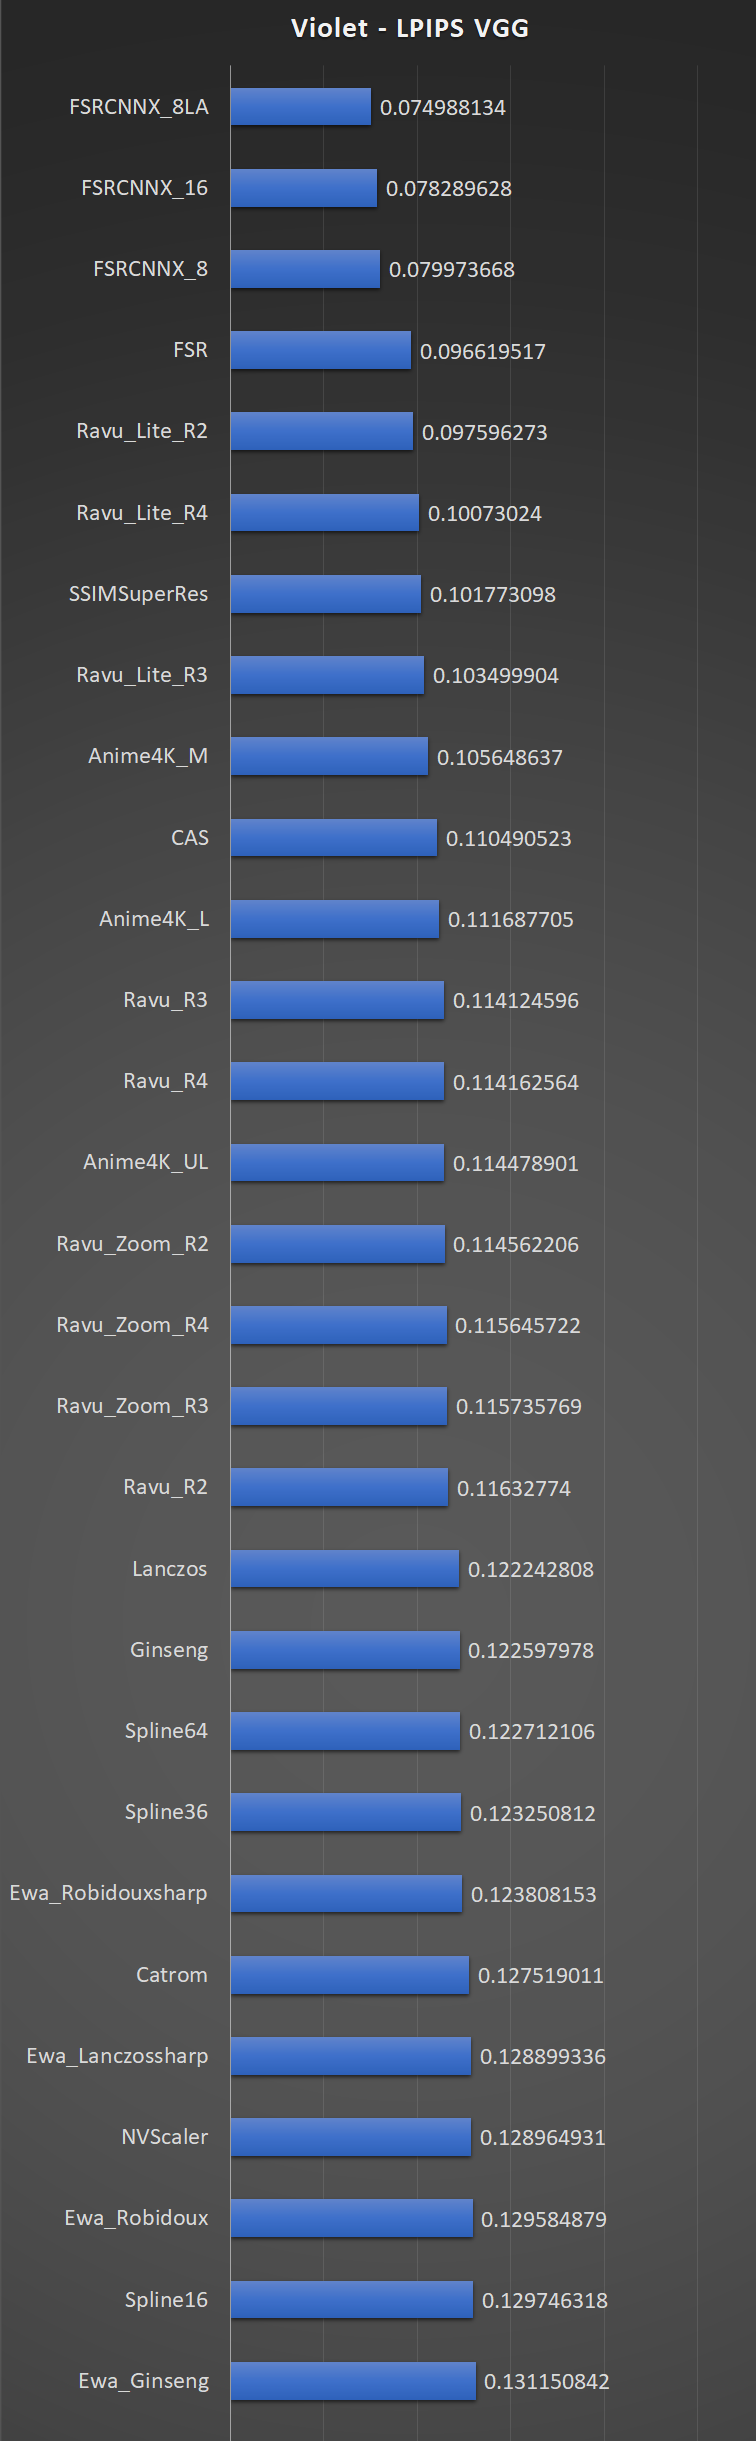 Violet - LPIPS VGG
FSRCNNX_8LA 0.074988134
FSRCNNX_16 0.078289628
FSRCNNX_8 0.079973668
FSR 0.096619517
Ravu_Lite_R2 0.097596273
Ravu_Lite_R4 0.10073024
SSIMSuperRes 0.101773098
Ravu_Lite_R3 0.103499904
Anime4K_M 0.105648637
CAS 0.110490523
Anime4K_L 0.111687705
Ravu_R3 0.114124596
Ravu_R4 0.114162564
Anime4K_UL 0.114478901
Ravu_Zoom_R2 0.114562206
Ravu_Zoom_R4 0.115645722
Ravu_Zoom_R3 0.115735769
Ravu_R2 0.11632774
Lanczos 0.122242808
Ginseng 0.122597978
Spline64 0.122712106
Spline36 0.123250812
Ewa_Robidouxsharp 0.123808153
Catrom 0.127519011
Ewa_Lanczossharp 0.128899336
NVScaler 0.128964931
Ewa_Robidoux 0.129584879
Spline16 0.129746318
Ewa_Ginseng 0.131150842